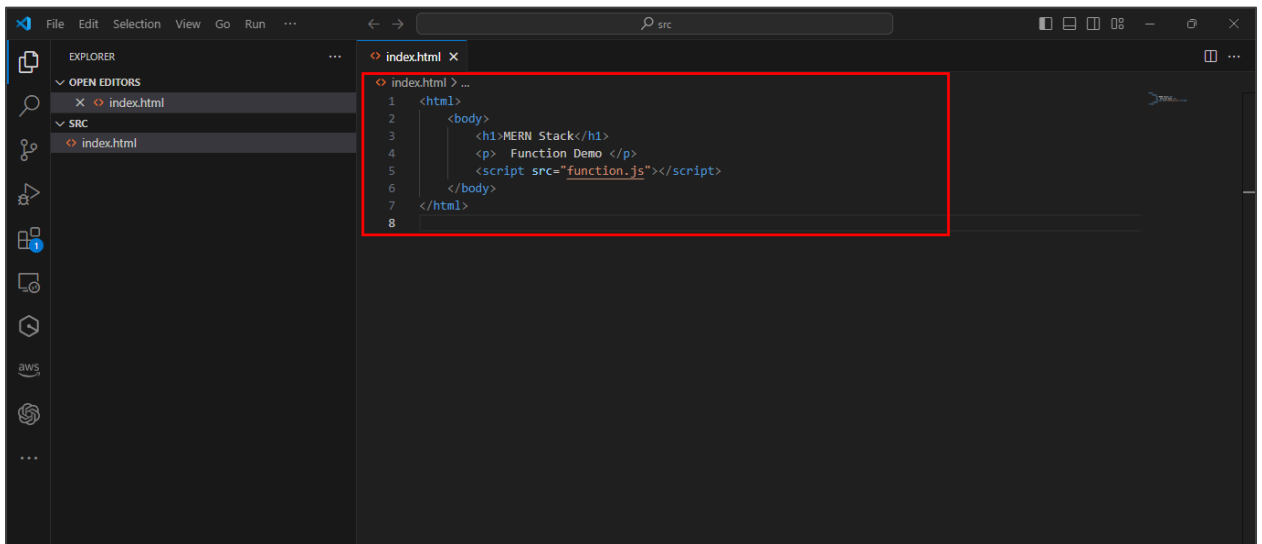 File Edit Selection View Go Run ···
src
EXPLORER ···
index.html
OPEN EDITORS
index.html
SRC
index.html
1
aws
index.html > ...
1 <html>
2 <body>
3 <h1>MERN Stack</h1>
4 <p>  Function Demo </p>
5 <script src="function.js"></script>
6 </body>
7 </html>
8